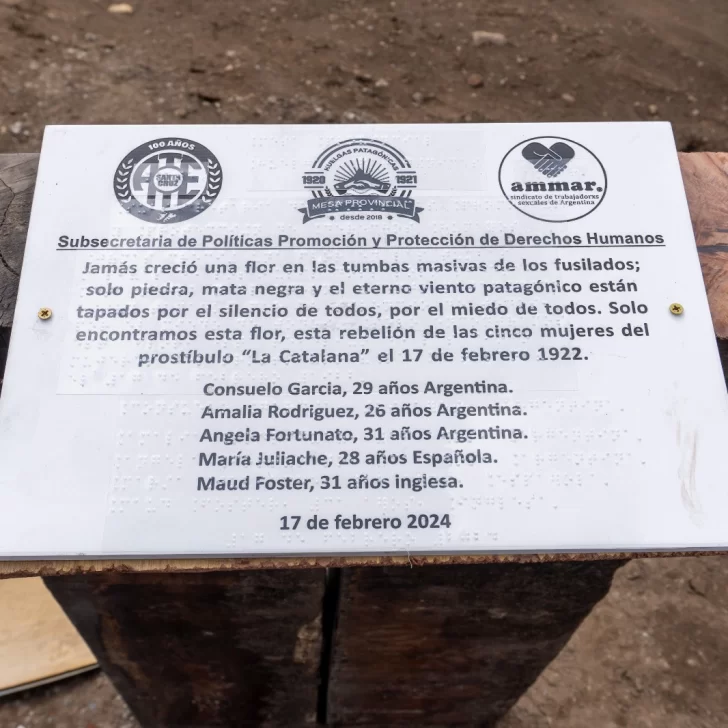 100 AÑOS
ATE
SANTA CRUZ
HUELGAS PATAGÓNICAS
1920 1921
MESA PROVINCIAL
desde 2018
ammar.
sindicato de trabajadorxs
sexuales de Argentina
Subsecretaria de Políticas Promoción y Protección de Derechos Humanos
Jamás creció una flor en las tumbas masivas de los fusilados;
solo piedra, mata negra y el eterno viento patagónico están
tapados por el silencio de todos, por el miedo de todos. Solo
encontramos esta flor, esta rebelión de las cinco mujeres del
prostíbulo “La Catalana” el 17 de febrero 1922.
Consuelo Garcia, 29 años Argentina.
Amalia Rodriguez, 26 años Argentina.
Angela Fortunato, 31 años Argentina.
María Juliache, 28 años Española.
Maud Foster, 31 años inglesa.
17 de febrero 2024